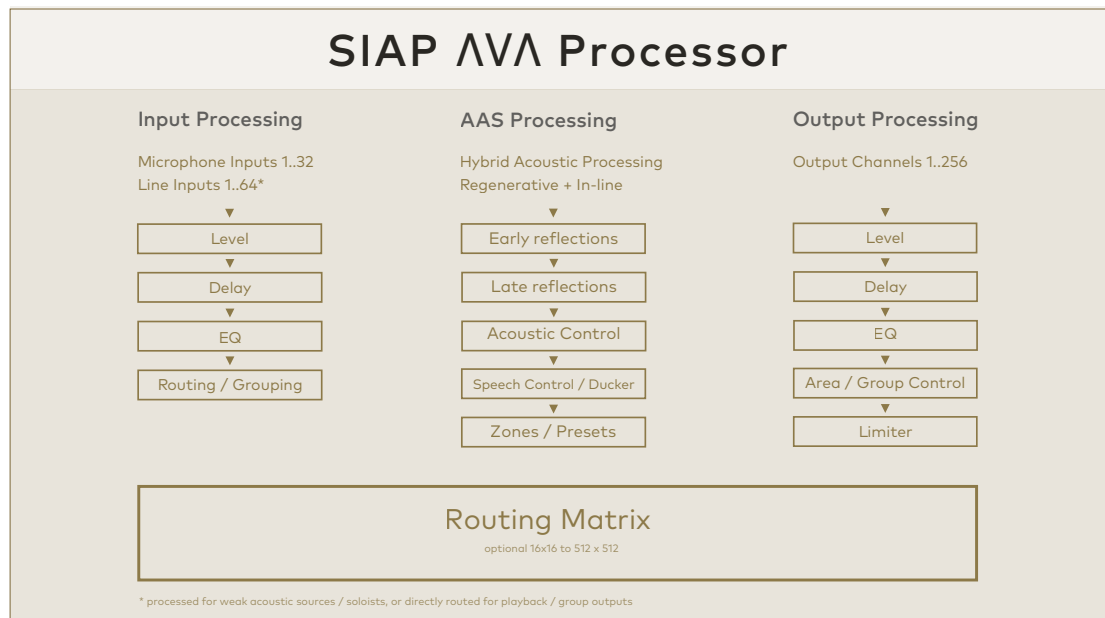 SIAP ΛVΛ Processor
Input Processing
Microphone Inputs 1..32
Line Inputs 1..64*
Level
Delay
EQ
Routing / Grouping
AAS Processing
Hybrid Acoustic Processing
Regenerative + In-line
Early reflections
Late reflections
Acoustic Control
Speech Control / Ducker
Zones / Presets
Output Processing
Output Channels 1..256
Level
Delay
EQ
Area / Group Control
Limiter
Routing Matrix
optional 16x16 to 512 x 512
* processed for weak acoustic sources / soloists, or directly routed for playback / group outputs